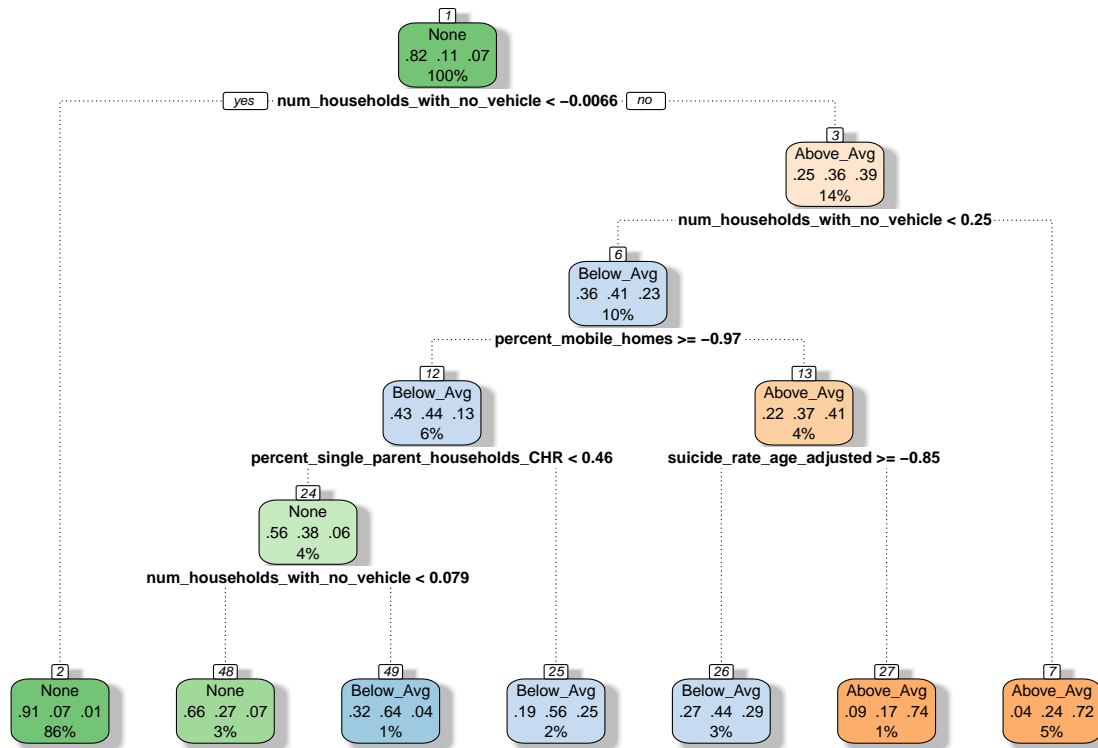 1
None
.82 .11 .07
100%
yes num_households_with_no_vehicle < −0.0066 no
3
Above_Avg
.25 .36 .39
14%
num_households_with_no_vehicle < 0.25
6
Below_Avg
.36 .41 .23
10%
percent_mobile_homes >= −0.97
12
Below_Avg
.43 .44 .13
6%
13
Above_Avg
.22 .37 .41
4%
percent_single_parent_households_CHR < 0.46
suicide_rate_age_adjusted >= −0.85
24
None
.56 .38 .06
4%
num_households_with_no_vehicle < 0.079
2
None
.91 .07 .01
86%
48
None
.66 .27 .07
3%
49
Below_Avg
.32 .64 .04
1%
25
Below_Avg
.19 .56 .25
2%
26
Below_Avg
.27 .44 .29
3%
27
Above_Avg
.09 .17 .74
1%
7
Above_Avg
.04 .24 .72
5%